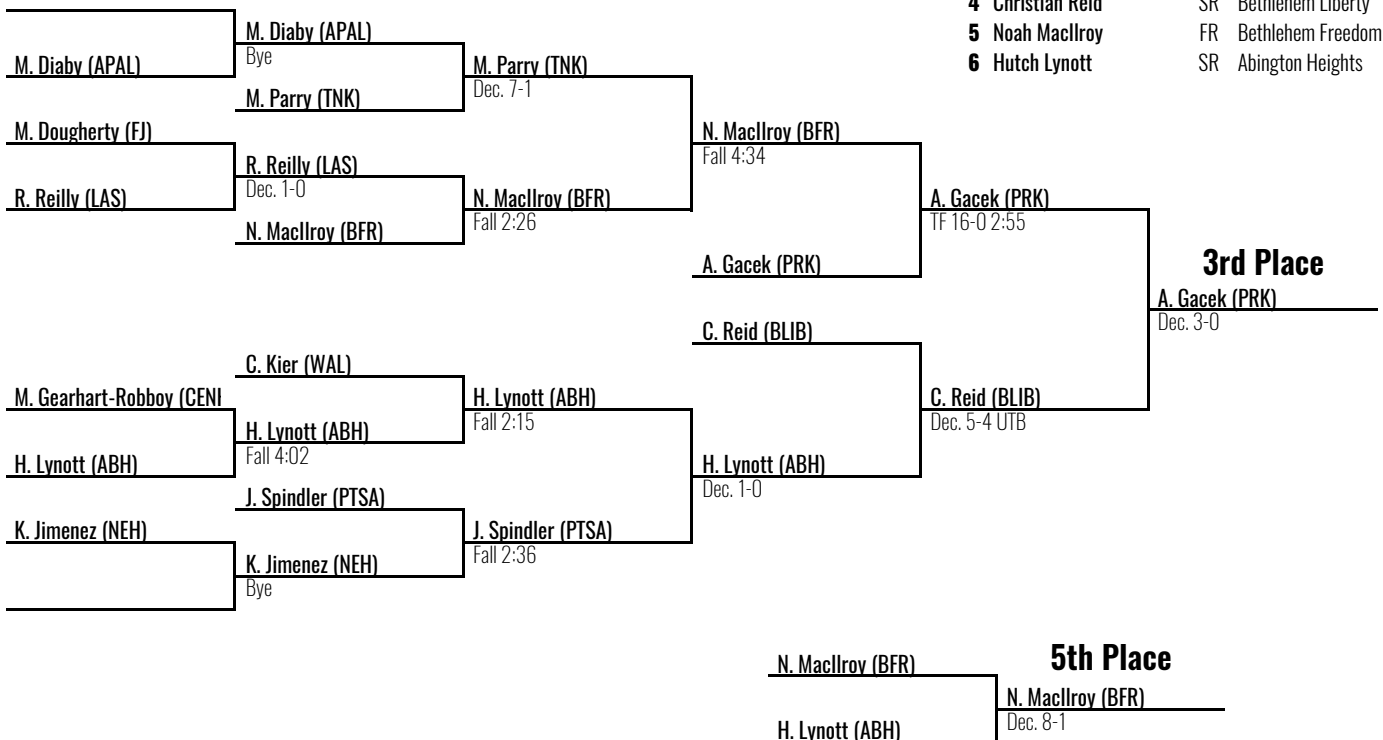 4 Christian Reid SR Bethlehem Liberty
5 Noah MacIlroy FR Bethlehem Freedom
6 Hutch Lynott SR Abington Heights
M. Diaby (APAL)
Bye
M. Diaby (APAL)
M. Parry (TNK)
Dec. 7-1
M. Parry (TNK)
M. Dougherty (FJ)
N. MacIlroy (BFR)
Fall 4:34
R. Reilly (LAS)
Dec. 1-0
R. Reilly (LAS)
N. MacIlroy (BFR)
Fall 2:26
A. Gacek (PRK)
TF 16-0 2:55
N. MacIlroy (BFR)
A. Gacek (PRK)
3rd Place
A. Gacek (PRK)
Dec. 3-0
C. Reid (BLIB)
C. Kier (WAL)
M. Gearhart-Robboy (CEN
H. Lynott (ABH)
Fall 2:15
C. Reid (BLIB)
Dec. 5-4 UTB
H. Lynott (ABH)
Fall 4:02
H. Lynott (ABH)
H. Lynott (ABH)
Dec. 1-0
J. Spindler (PTSA)
K. Jimenez (NEH)
J. Spindler (PTSA)
Fall 2:36
K. Jimenez (NEH)
Bye
5th Place
N. MacIlroy (BFR)
N. MacIlroy (BFR)
Dec. 8-1
H. Lynott (ABH)